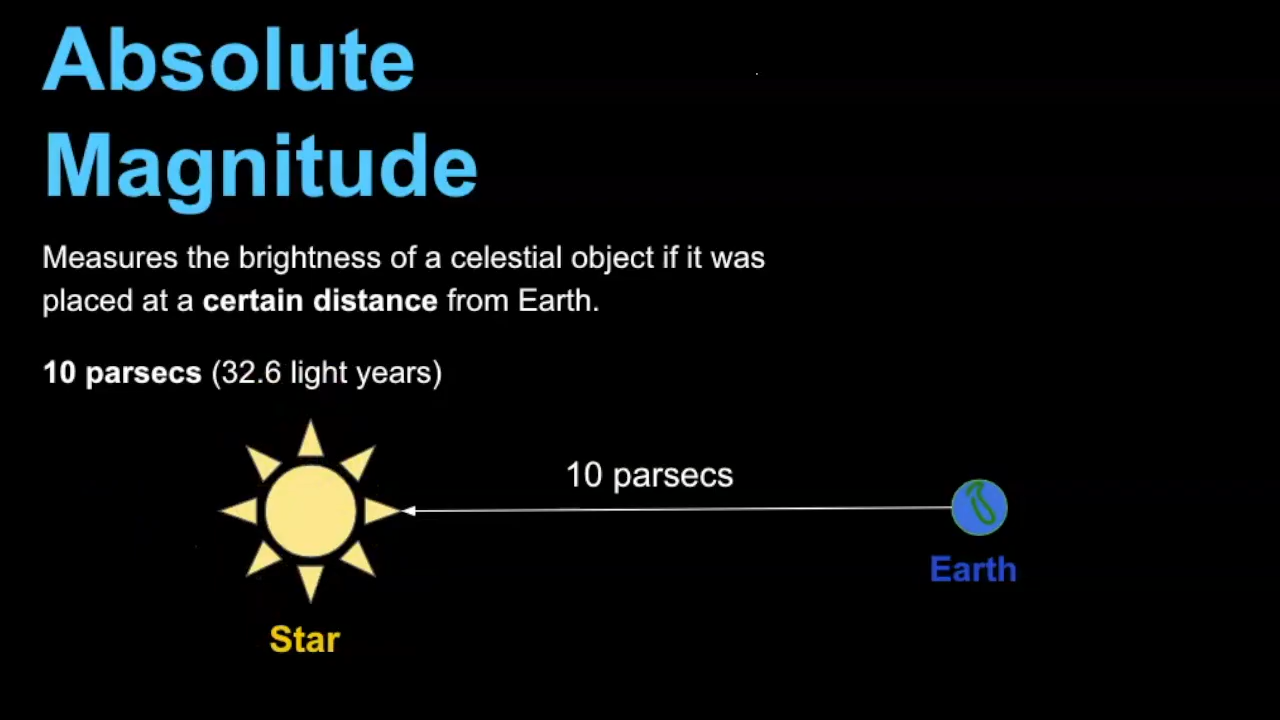 Absolute
Magnitude
Measures the brightness of a celestial object if it was
placed at a certain distance from Earth.
10 parsecs (32.6 light years)
10 parsecs
Earth
Star